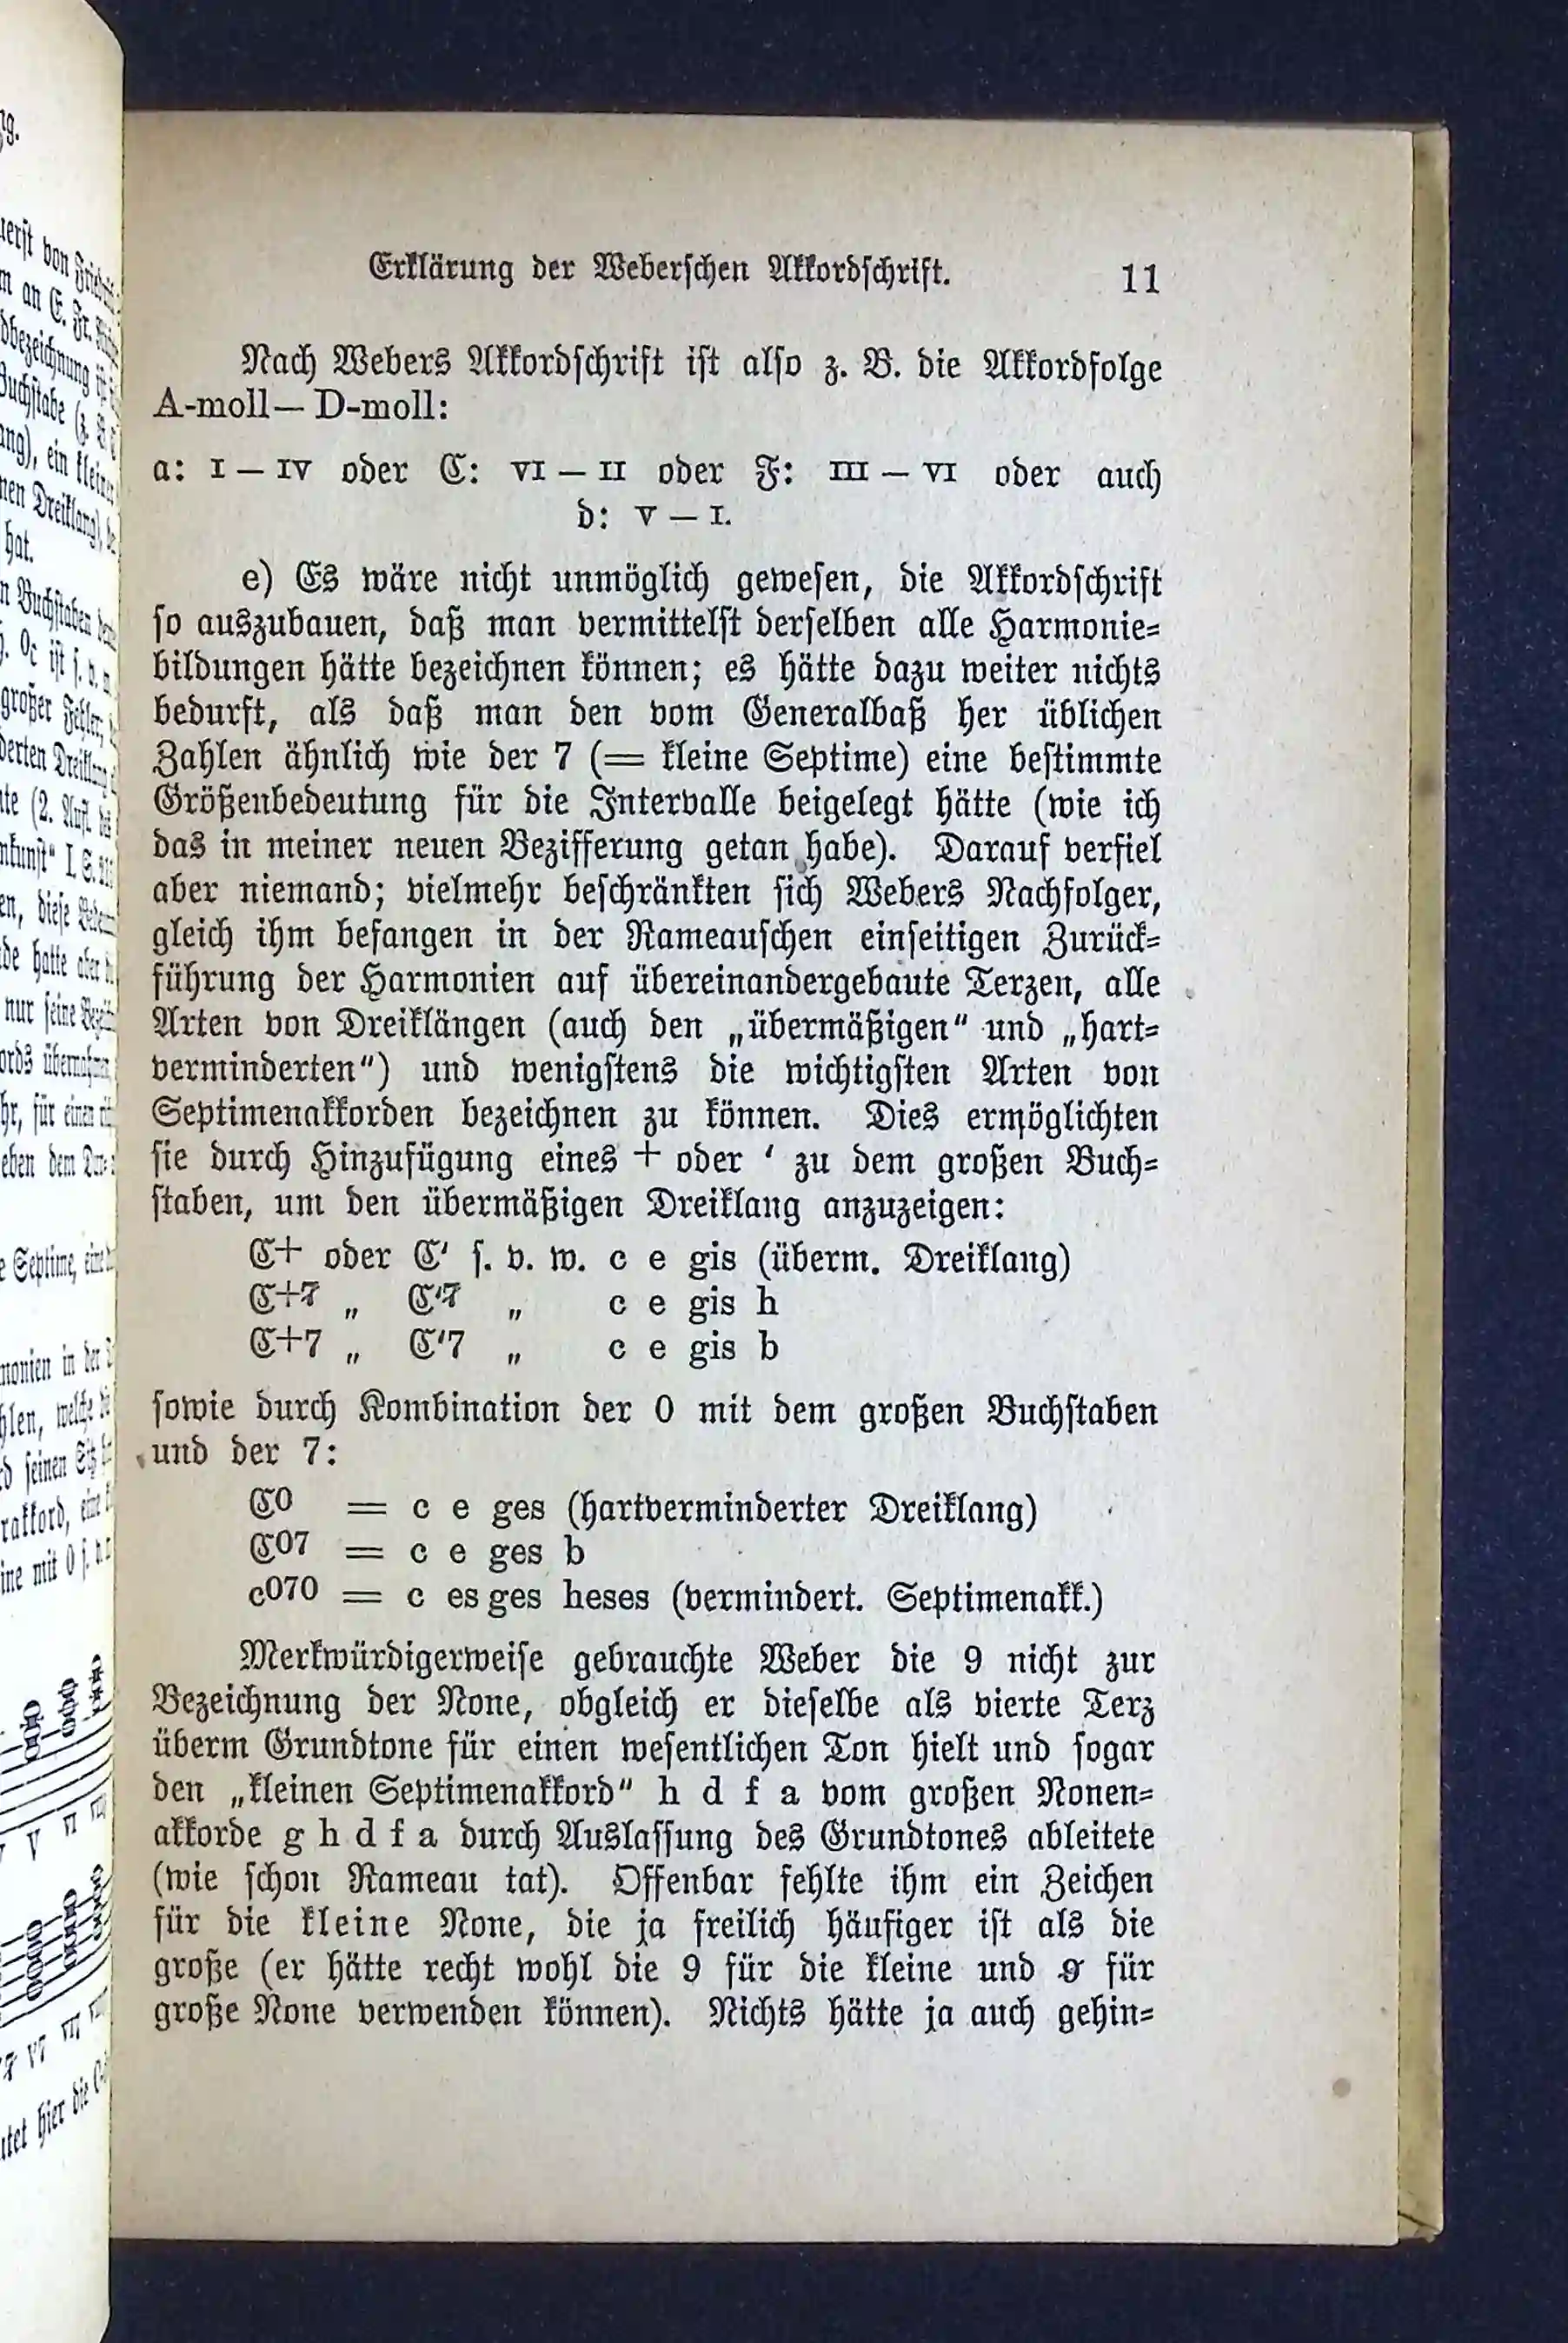 Erklärung der Weberschen Akkordschrift. 11
Nach Webers Akkordschrift ist also z. B. die Akkordfolge
A-moll— D-moll:
a: I — IV oder C: VI — II oder F: III — VI oder auch
d: V — I.
e) Es wäre nicht unmöglich gewesen, die Akkordschrift
so auszubauen, daß man vermittelst derselben alle Harmonie-
bildungen hätte bezeichnen können; es hätte dazu weiter nichts
bedurft, als daß man den vom Generalbaß her üblichen
Zahlen ähnlich wie der 7 (= kleine Septime) eine bestimmte
Größenbedeutung für die Intervalle beigelegt hätte (wie ich
das in meiner neuen Bezifferung getan habe). Darauf verfiel
aber niemand; vielmehr beschränkten sich Webers Nachfolger,
gleich ihm befangen in der Rameauschen einseitigen Zurück-
führung der Harmonien auf übereinandergebaute Terzen, alle
Arten von Dreiklängen (auch den „übermäßigen" und „hart-
verminderten") und wenigstens die wichtigsten Arten von
Septimenakkorden bezeichnen zu können. Dies ermöglichten
sie durch Hinzufügung eines + oder ‘ zu dem großen Buch-
staben, um den übermäßigen Dreiklang anzuzeigen:
C+ oder C‘ s. v. w. c e gis (überm. Dreiklang)
C+7̶ „ C‘7̶ „ c e gis h
C+7 „ C‘7 „ c e gis b
sowie durch Kombination der 0 mit dem großen Buchstaben
und der 7:
C0 = c e ges (hartverminderter Dreiklang)
C07 = c e ges b
c070 = c es ges heses (vermindert. Septimenakk.)
Merkwürdigerweise gebrauchte Weber die 9 nicht zur
Bezeichnung der None, obgleich er dieselbe als vierte Terz
überm Grundtone für einen wesentlichen Ton hielt und sogar
den „kleinen Septimenakkord" h d f a vom großen Nonen-
akkorde g h d f a durch Auslassung des Grundtones ableitete
(wie schon Rameau tat). Offenbar fehlte ihm ein Zeichen
für die kleine None, die ja freilich häufiger ist als die
große (er hätte recht wohl die 9 für die kleine und 9̶ für
große None verwenden können). Nichts hätte ja auch gehin-